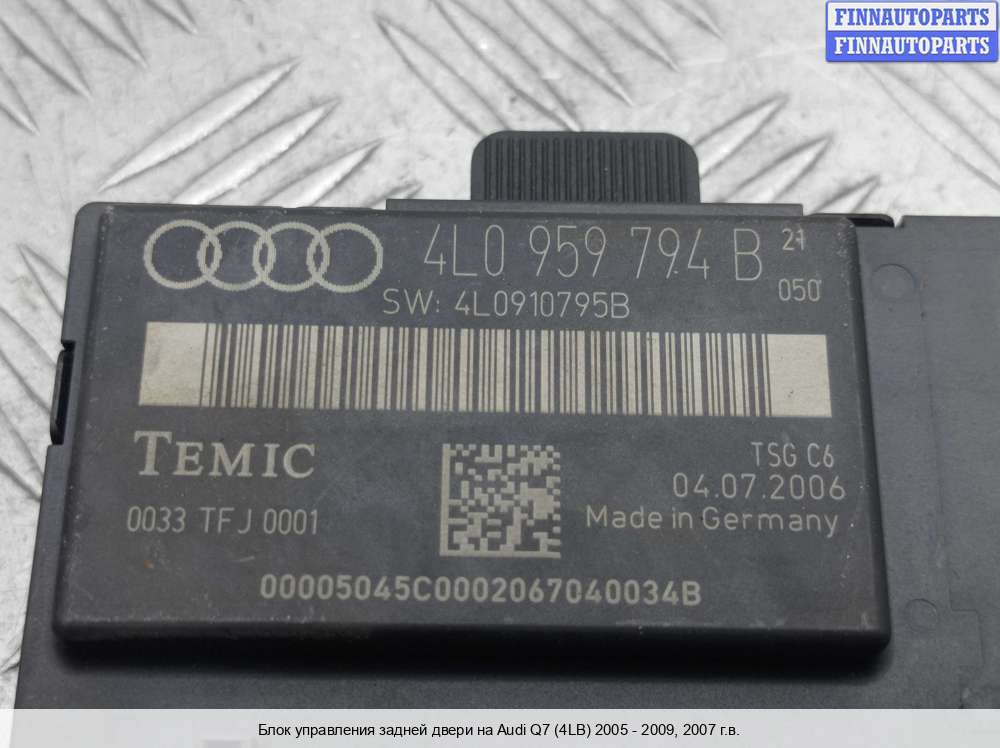 FINNAUTOPARTS
FINNAUTOPARTS
4L0 959 794 B 21
050
SW: 4L0910795B
TEMIC
TSG C6
04.07.2006
0033 TFJ 0001
Made in Germany
00005045C0002067040034B
Блок управления задней двери на Audi Q7 (4LB) 2005 - 2009, 2007 г.в.